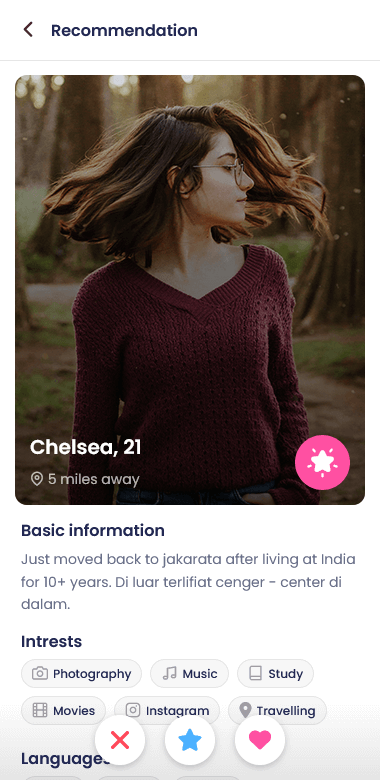 Recommendation
Chelsea, 21
5 miles away
Basic information
Just moved back to jakarata after living at India
for 10+ years. Di luar terlifiat cenger - center di
dalam.
Intrests
Photography Music Study
Movies Instagram Travelling
Languages